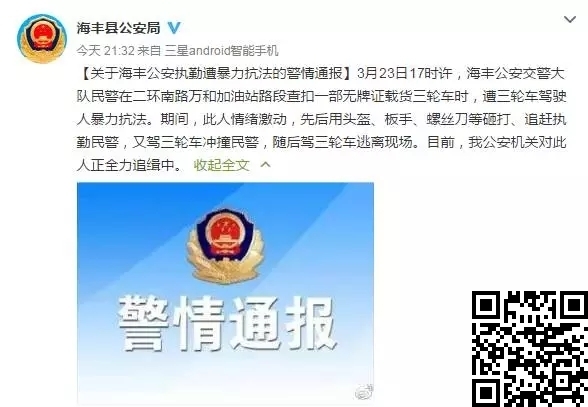 海丰县公安局
今天 21:32 来自 三星android智能手机
【关于海丰公安执勤遭暴力抗法的警情通报】3月23日17时许，海丰公安交警大
队民警在二环南路万和加油站路段查扣一部无牌证载货三轮车时，遭三轮车驾驶
人暴力抗法。期间，此人情绪激动，先后用头盔、板手、螺丝刀等砸打、追赶执
勤民警，又驾三轮车冲撞民警，随后驾三轮车逃离现场。目前，我公安机关对此
人正全力追缉中。 收起全文
警情通报